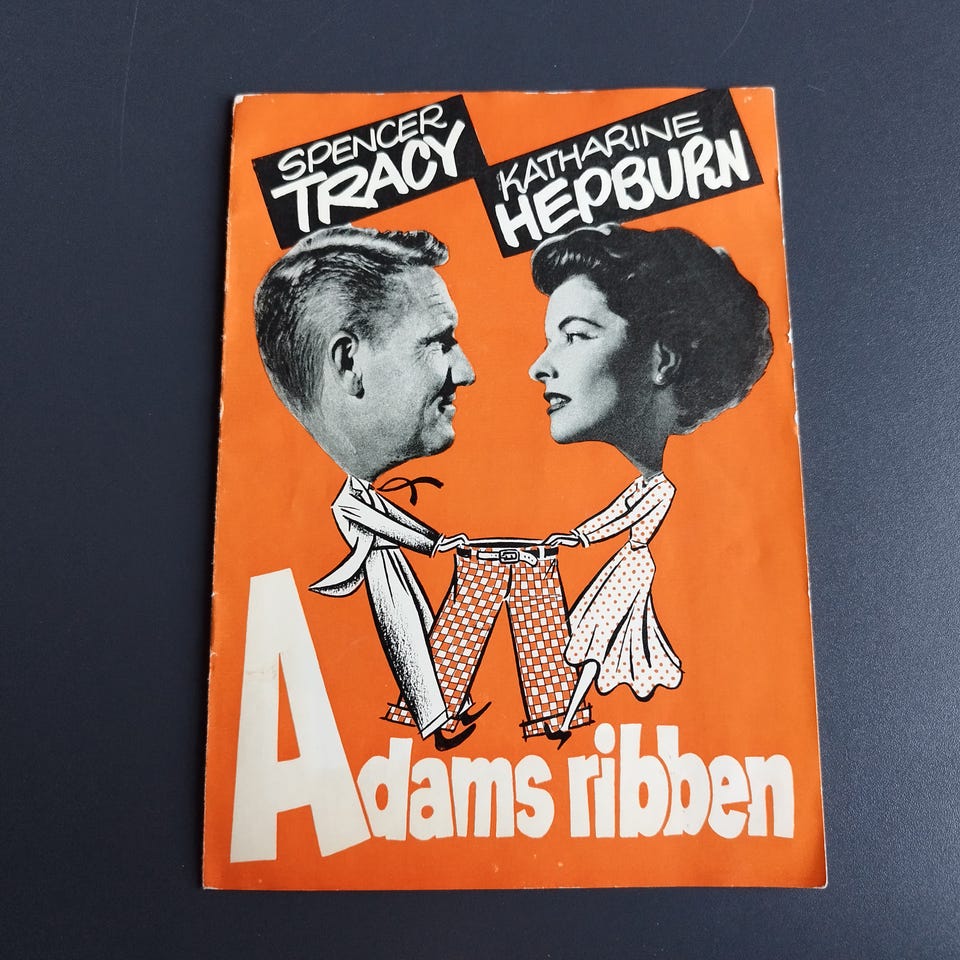 SPENCER
TRACY
KATHARINE
HEPBURN
Adams ribben